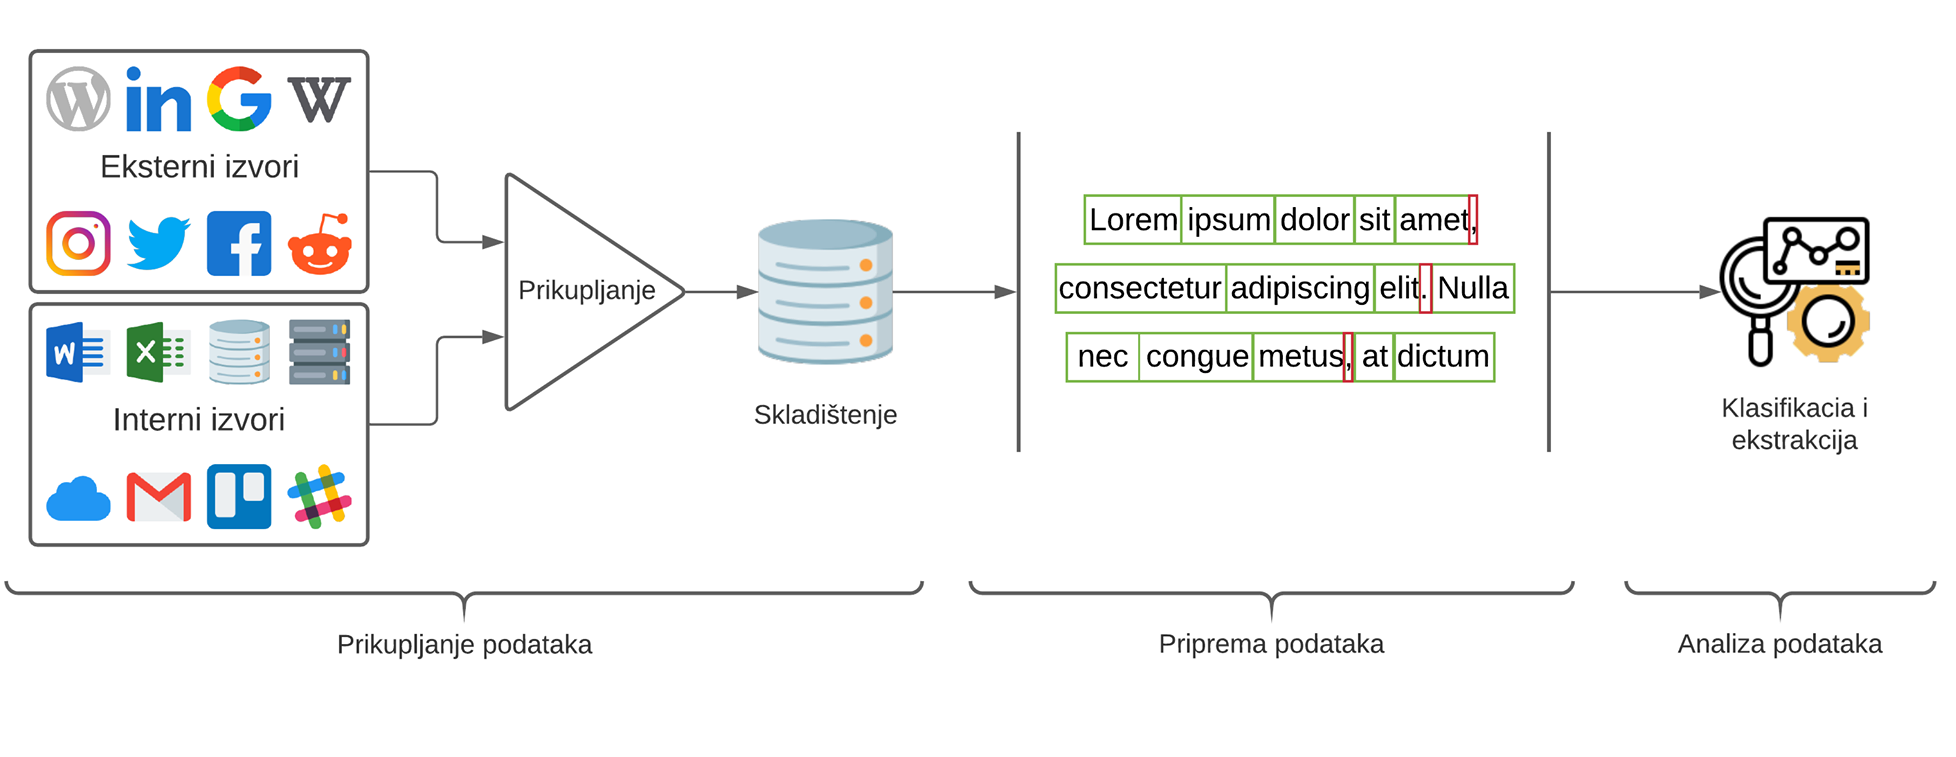 Eksterni izvori
Interni izvori
Prikupljanje
Skladištenje
Lorem ipsum dolor sit amet,
consectetur adipiscing elit. Nulla
nec congue metus, at dictum
Klasifikacia i
ekstrakcija
Prikupljanje podataka
Priprema podataka
Analiza podataka